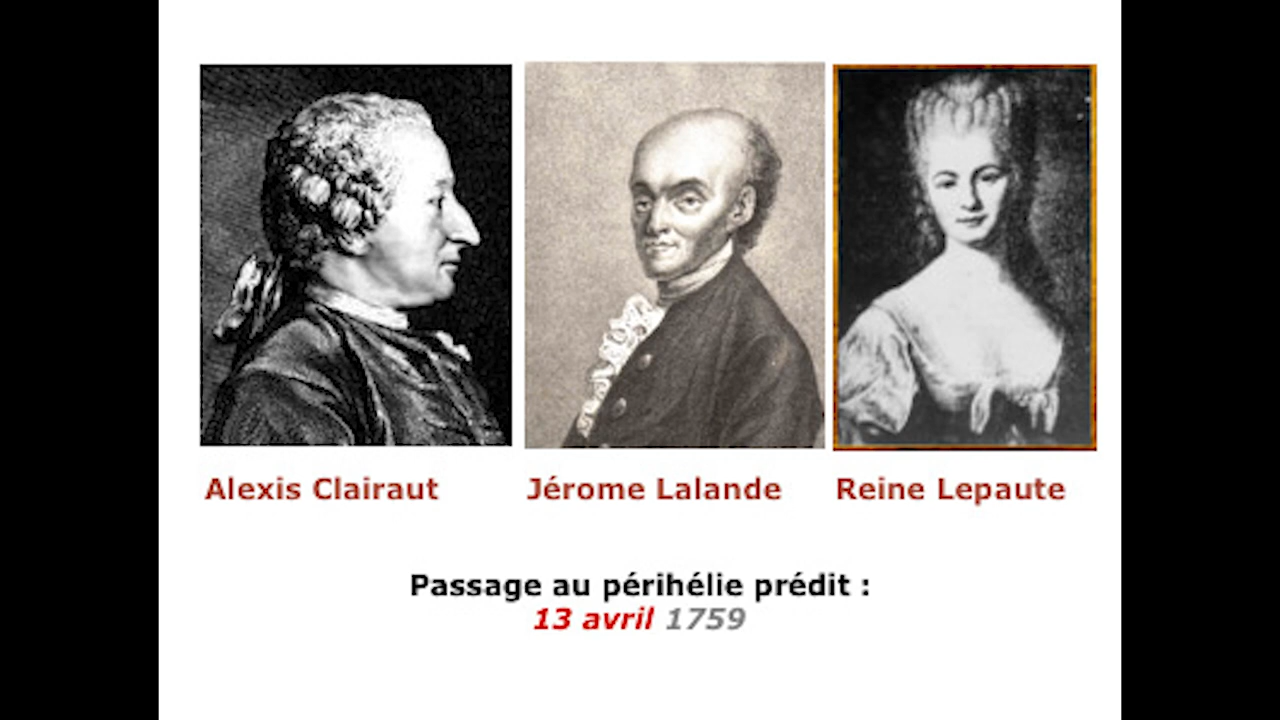 Alexis Clairaut
Jérome Lalande
Reine Lepaute
Passage au périhélie prédit :
13 avril 1759